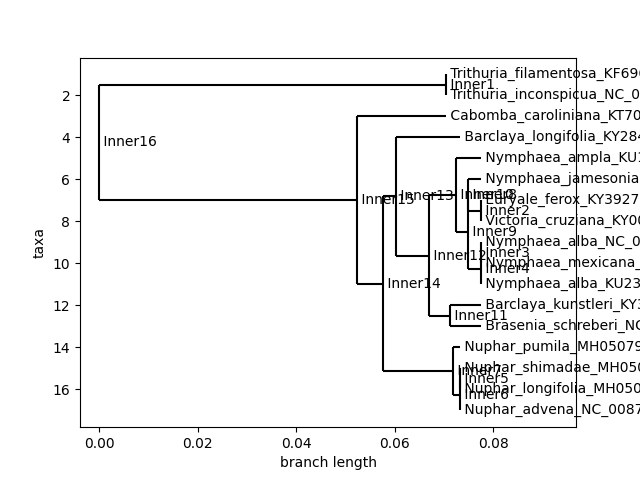 Trithuria_filamentosa_KF696
Inner1
2
Trithuria_inconspicua_NC_0
Cabomba_caroliniana_KT70
4
Inner16
Barclaya_longifolia_KY284
Nymphaea_ampla_KU1
6
Nymphaea_jamesonia
Inner13
Inner10
Inner8
Inner15
Euryale_ferox_KY3927
Inner2
8
Victoria_cruziana_KY00
Inner9
taxa
Nymphaea_alba_NC_0
Inner12
Inner3
10
Nymphaea_mexicana_
Inner4
Inner14
Nymphaea_alba_KU23
12
Barclaya_kunstleri_KY3
Inner11
Brasenia_schreberi_NC
14
Nuphar_pumila_MH05079
Inner7
Nuphar_shimadae_MH050
Inner5
16
Nuphar_longifolia_MH050
Inner6
Nuphar_advena_NC_0087
0.00 0.02 0.04 0.06 0.08
branch length